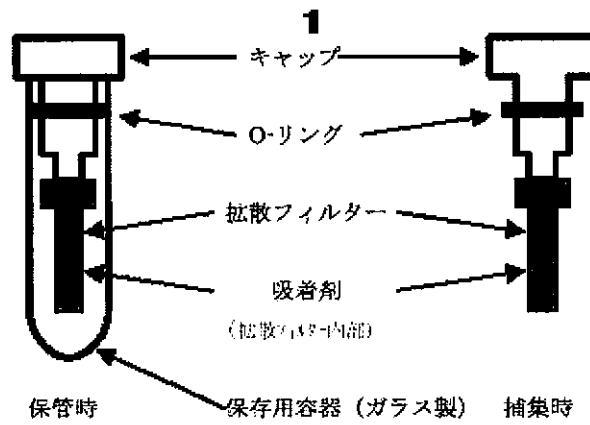 1
キャップ
O-リング
拡散フィルター
吸着剤
(拡散フィルター内部)
保管時
保存用容器（ガラス製）
捕集時